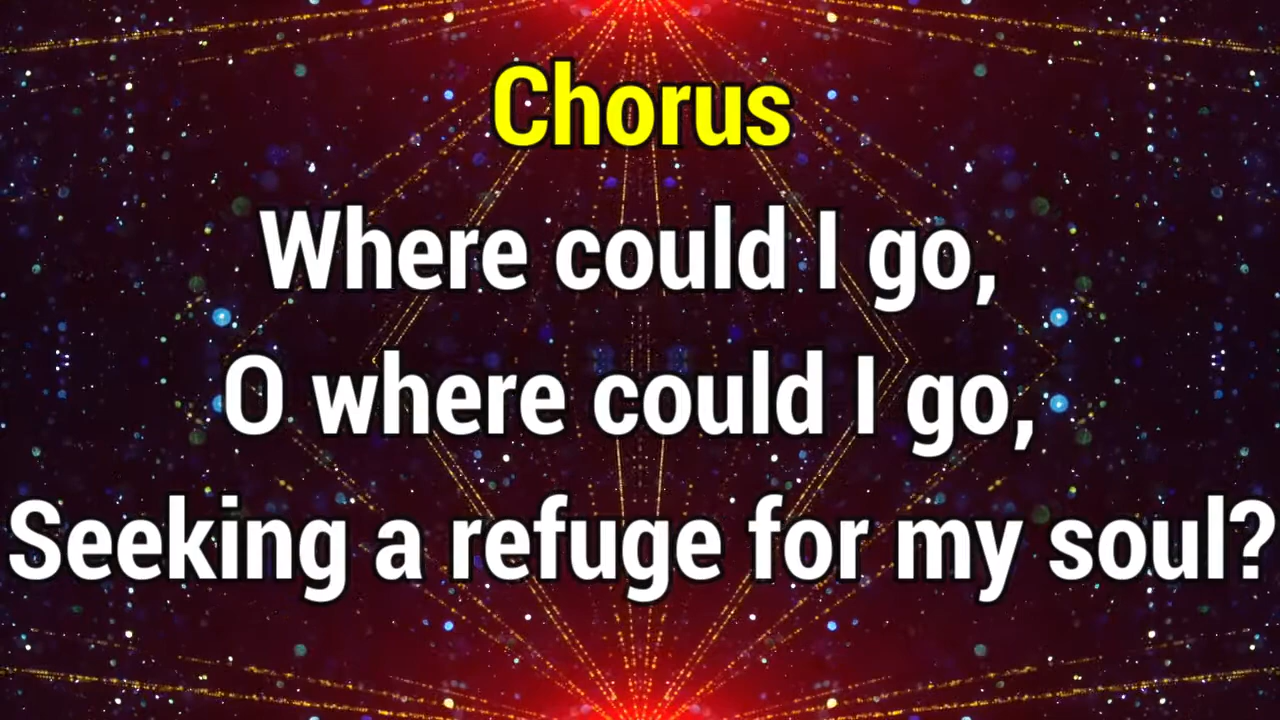 Chorus
Where could I go,
O where could I go,
Seeking a refuge for my soul?